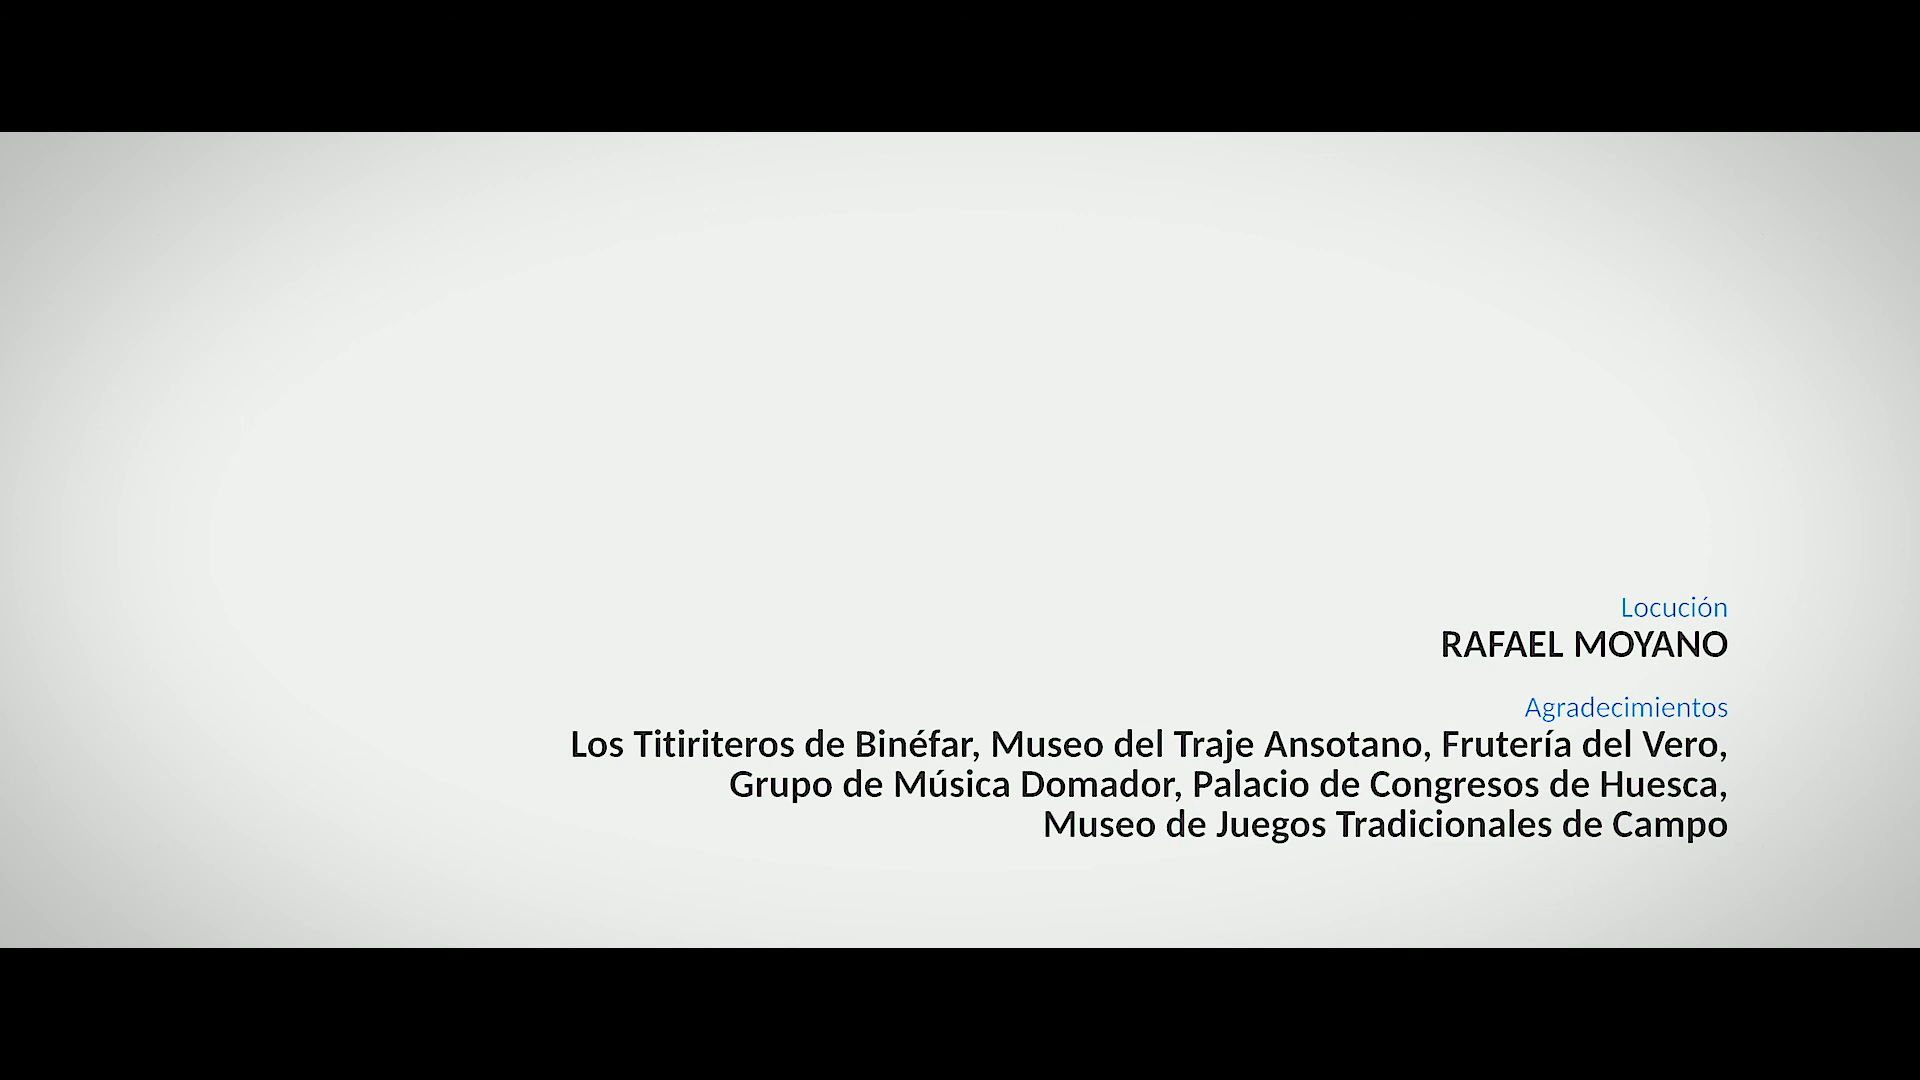 Locución
RAFAEL MOYANO
Agradecimientos
Los Titiriteros de Binéfar, Museo del Traje Ansotano, Frutería del Vero,
Grupo de Música Domador, Palacio de Congresos de Huesca,
Museo de Juegos Tradicionales de Campo